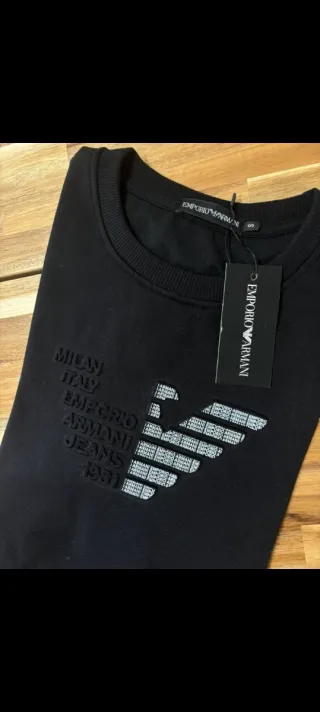 EMPORIO ARMANI
S
EMPORIO ARMANI
MILAN
ITALY
EMPORIO
ARMANI
JEANS
1981